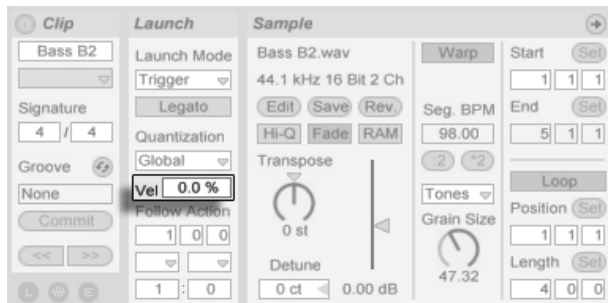 Clip
Bass B2
Signature
4 / 4
Groove
None
Commit
<< >>
L E
Launch
Launch Mode
Trigger
Legato
Quantization
Global
Vel 0.0 %
Follow Action
1 0 0
1 : 0
Sample
Bass B2.wav
44.1 kHz 16 Bit 2 Ch
Edit Save Rev.
Hi-Q Fade RAM
Transpose
0 st
Detune
0 ct 0.00 dB
Warp
Seg. BPM
98.00
:2 *2
Tones
Grain Size
47.32
Start Set
1 1 1
End Set
5 1 1
Loop
Position Set
1 1 1
Length Set
4 0 0